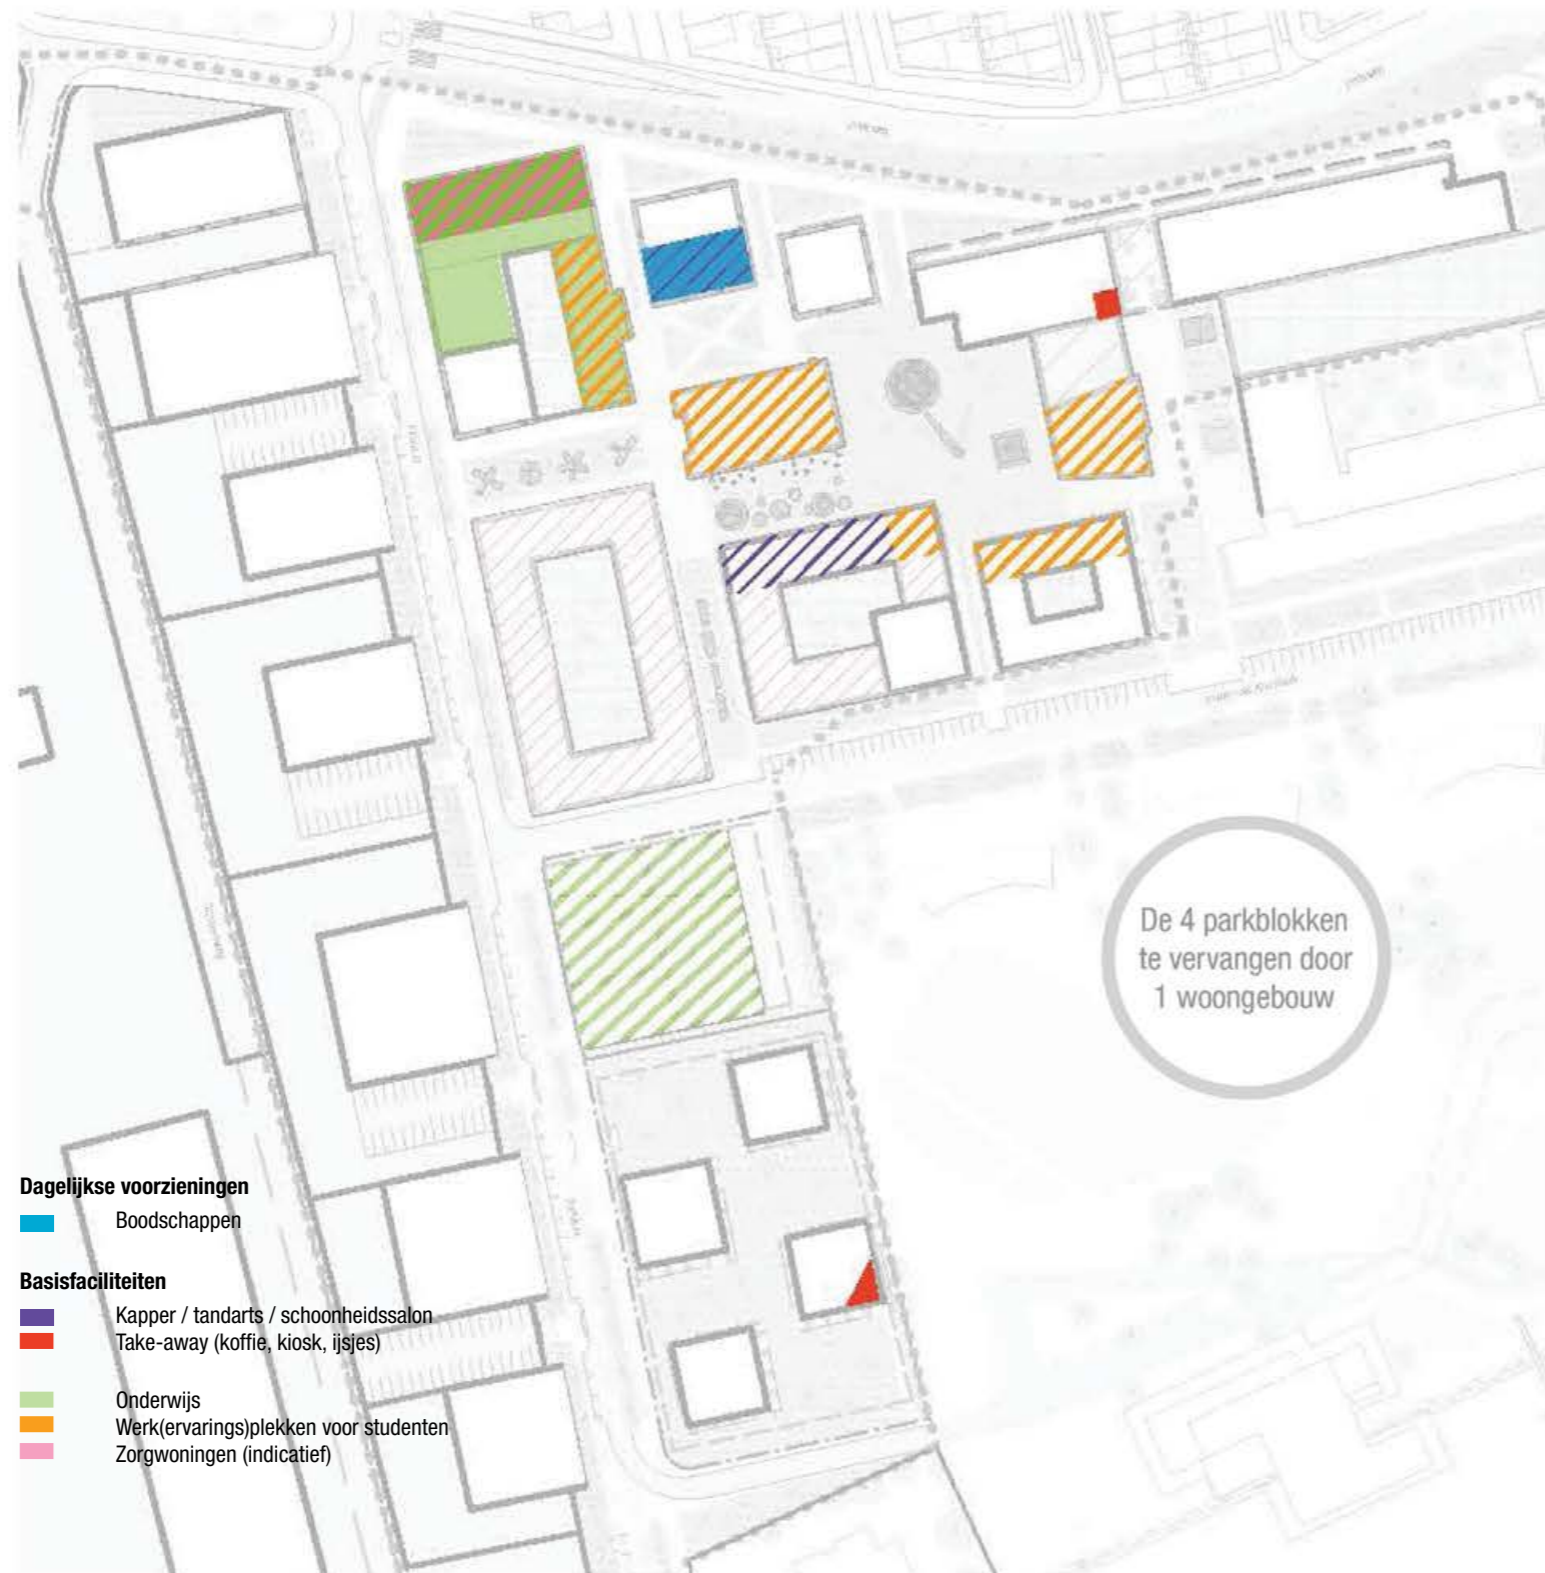 De 4 parkblokken
te vervangen door
1 woongebouw
Dagelijkse voorzieningen
Boodschappen
Basisfaciliteiten
Kapper / tandarts / schoonheidssalon
Take-away (koffie, kiosk, ijsjes)
Onderwijs
Werk(ervarings)plekken voor studenten
Zorgwoningen (indicatief)